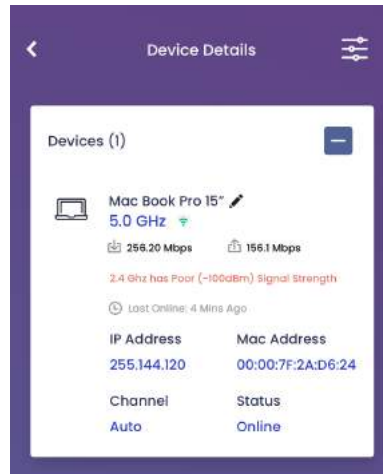 Device Details
Devices (1)
Mac Book Pro 15"
5.0 GHz
256.20 Mbps 156.1 Mbps
2.4 Ghz has Poor (-100dBm) Signal Strength
Last Online: 4 Mins Ago
IP Address Mac Address
255.144.120 00:00:7F:2A:D6:24
Channel Status
Auto Online